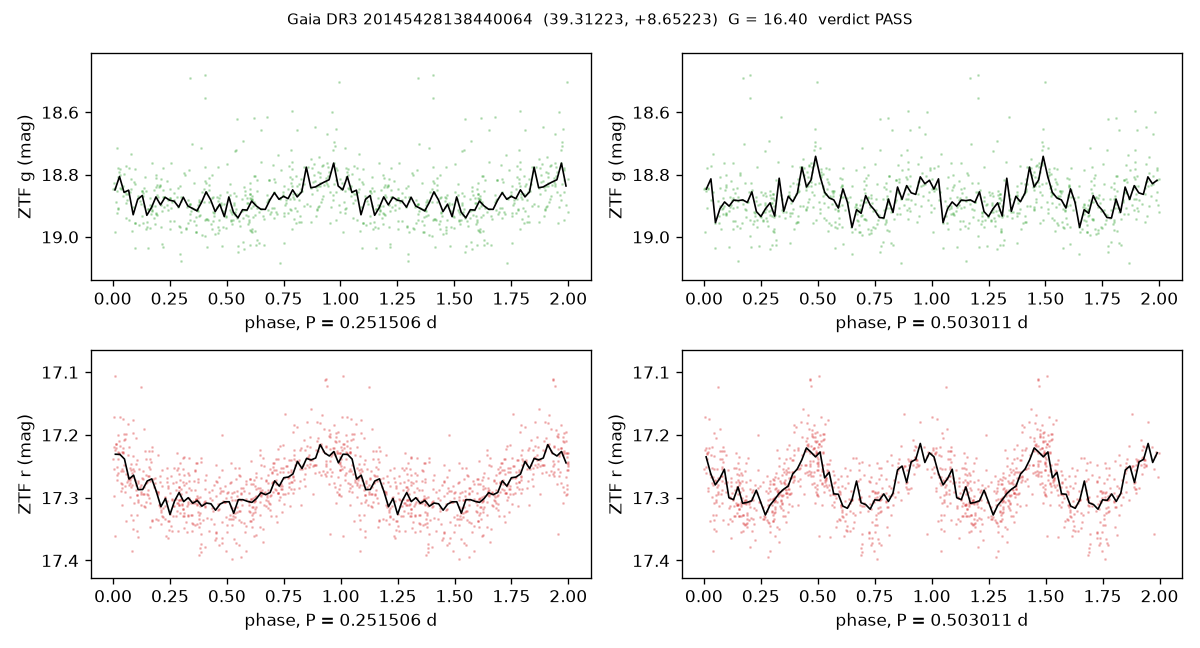 Gaia DR3 20145428138440064 (39.31223, +8.65223) G = 16.40 verdict PASS
ZTF g (mag)
18.6
18.8
19.0
0.00 0.25 0.50 0.75 1.00 1.25 1.50 1.75 2.00
phase, P = 0.251506 d
ZTF g (mag)
18.6
18.8
19.0
0.00 0.25 0.50 0.75 1.00 1.25 1.50 1.75 2.00
phase, P = 0.503011 d
ZTF r (mag)
17.1
17.2
17.3
17.4
0.00 0.25 0.50 0.75 1.00 1.25 1.50 1.75 2.00
phase, P = 0.251506 d
ZTF r (mag)
17.1
17.2
17.3
17.4
0.00 0.25 0.50 0.75 1.00 1.25 1.50 1.75 2.00
phase, P = 0.503011 d